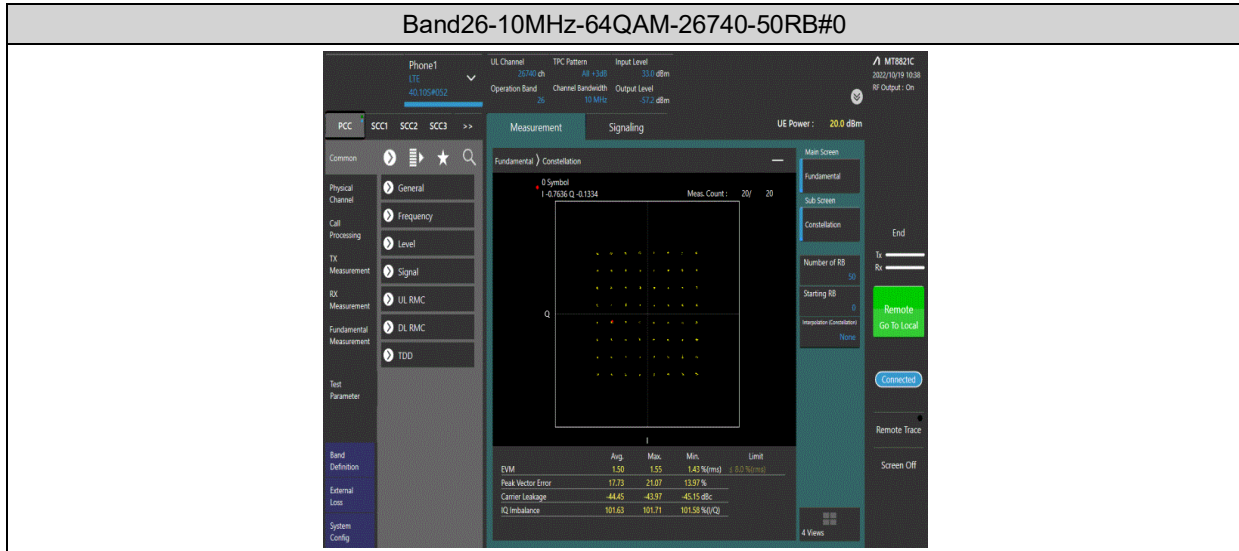 Band26-10MHz-64QAM-26740-50RB#0
Phone1
LTE
40.10S#052
UL Channel
26740 ch
TPC Pattern
All +3dB
Input Level
33.0 dBm
Operation Band
26
Channel Bandwidth
10 MHz
Output Level
-57.2 dBm
MT8821C
2022/10/19 10:38
RF Output : On
PCC SCC1 SCC2 SCC3 >>
Measurement Signaling
UE Power : 20.0 dBm
Common
Physical
Channel
Call
Processing
TX
Measurement
RX
Measurement
Fundamental
Measurement
Test
Parameter
Band
Definition
External
Loss
System
Config
General
Frequency
Level
Signal
UL RMC
DL RMC
TDD
Fundamental ) Constellation
0 Symbol
I -0.7636 Q -0.1334
Meas. Count : 20/ 20
Q
I
Avg. Max. Min. Limit
EVM 1.50 1.55 1.43 %(rms) ≤ 8.0 %(rms)
Peak Vector Error 17.73 21.07 13.97 %
Carrier Leakage -44.45 -43.97 -45.15 dBc
IQ Imbalance 101.63 101.71 101.58 %(I/Q)
Main Screen
Fundamental
Sub Screen
Constellation
Number of RB
50
Starting RB
0
Interpolation (Constellation)
None
4 Views
End
Tx
Rx
Remote
Go To Local
Connected
Remote Trace
Screen Off